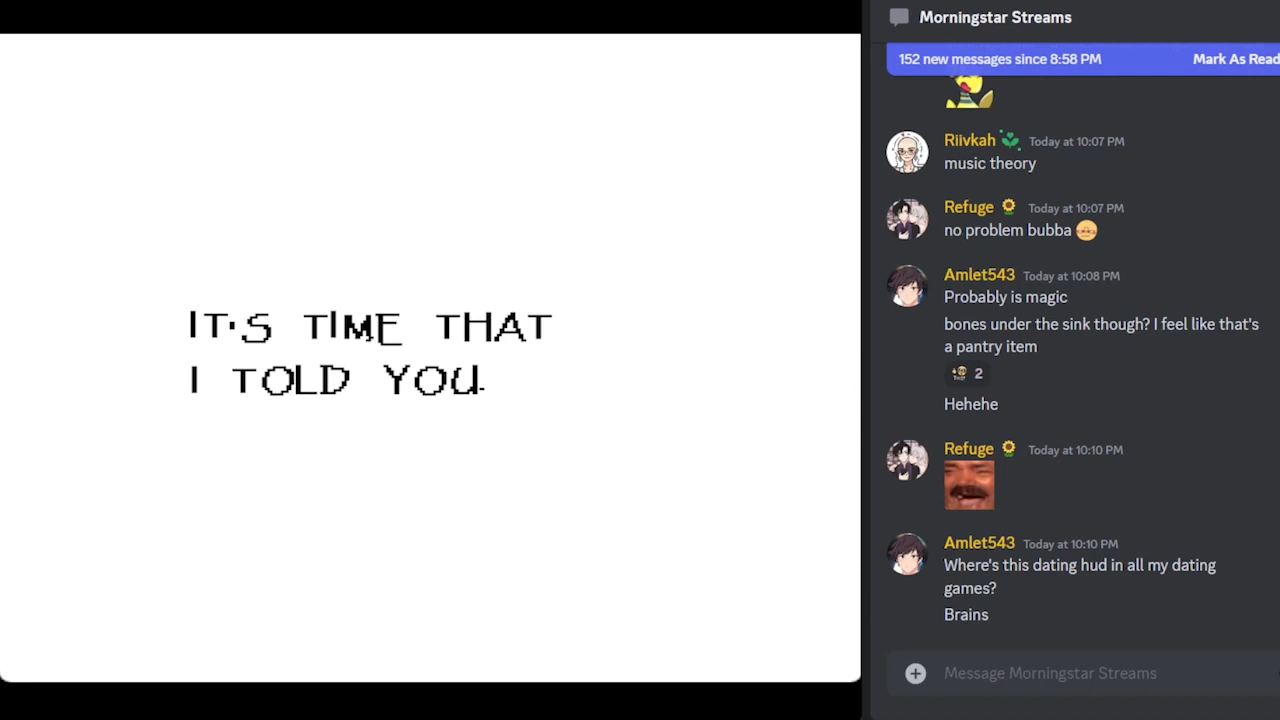 IT'S TIME THAT
I TOLD YOU.
Morningstar Streams
152 new messages since 8:58 PM Mark As Read
Riivkah Today at 10:07 PM
music theory
Refuge Today at 10:07 PM
no problem bubba
Amlet543 Today at 10:08 PM
Probably is magic
bones under the sink though? I feel like that's
a pantry item
2
Hehehe
Refuge Today at 10:10 PM
Amlet543 Today at 10:10 PM
Where's this dating hud in all my dating
games?
Brains
Message Morningstar Streams